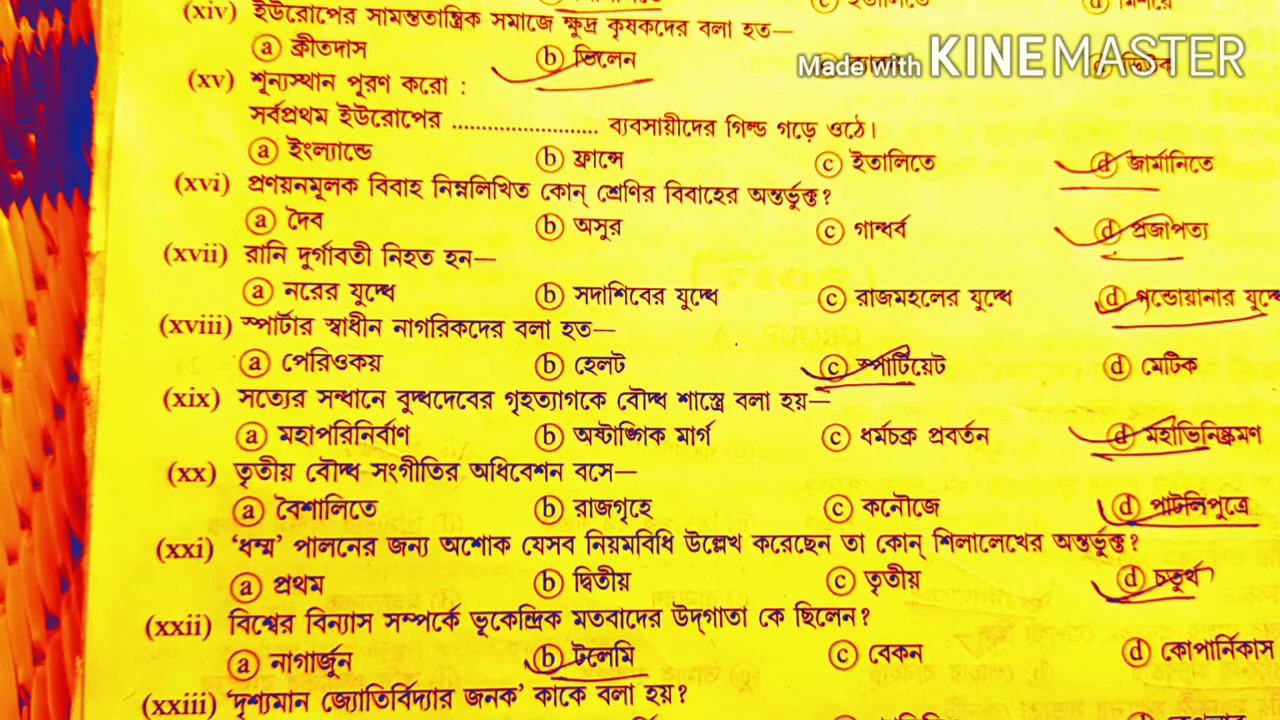 (xiv) ইউরোপের সামন্ততান্ত্রিক সমাজে ক্ষুদ্র কৃষকদের বলা হত—
ⓐ ক্রীতদাস ⓑ ভিলেন
Made with KINEMASTER
(xv) শূন্যস্থান পূরণ করো :
সর্বপ্রথম ইউরোপের .......................... ব্যবসায়ীদের গিল্ড গড়ে ওঠে।
ⓐ ইংল্যান্ডে ⓑ ফ্রান্সে ⓒ ইতালিতে ⓓ জার্মানিতে
(xvi) প্রণয়নমূলক বিবাহ নিম্নলিখিত কোন্ শ্রেণির বিবাহের অন্তর্ভুক্ত?
ⓐ দৈব ⓑ অসুর ⓒ গান্ধর্ব ⓓ প্রজাপত্য
(xvii) রানি দুর্গাবতী নিহত হন—
ⓐ নরের যুদ্ধে ⓑ সদাশিবের যুদ্ধে ⓒ রাজমহলের যুদ্ধে ⓓ গন্ডোয়ানার যুদ্ধে
(xviii) স্পার্টার স্বাধীন নাগরিকদের বলা হত—
ⓐ পেরিওকয় ⓑ হেলট ⓒ স্পার্টিয়েট ⓓ মেটিক
(xix) সত্যের সন্ধানে বুদ্ধদেবের গৃহত্যাগকে বৌদ্ধ শাস্ত্রে বলা হয়—
ⓐ মহাপরিনির্বাণ ⓑ অষ্টাঙ্গিক মার্গ ⓒ ধর্মচক্র প্রবর্তন ⓓ মহাভিনিষ্ক্রমণ
(xx) তৃতীয় বৌদ্ধ সংগীতির অধিবেশন বসে—
ⓐ বৈশালিতে ⓑ রাজগৃহে ⓒ কনৌজে ⓓ পাটলিপুত্রে
(xxi) ‘ধম্ম’ পালনের জন্য অশোক যেসব নিয়মবিধি উল্লেখ করেছেন তা কোন্ শিলালেখের অন্তর্ভুক্ত?
ⓐ প্রথম ⓑ দ্বিতীয় ⓒ তৃতীয় ⓓ চতুর্থ
(xxii) বিশ্বের বিন্যাস সম্পর্কে ভূকেন্দ্রিক মতবাদের উদ্‌গাতা কে ছিলেন?
ⓐ নাগার্জুন ⓑ টলেমি ⓒ বেকন ⓓ কোপার্নিকাস
(xxiii) ‘দৃশ্যমান জ্যোতির্বিদ্যার জনক’ কাকে বলা হয়?